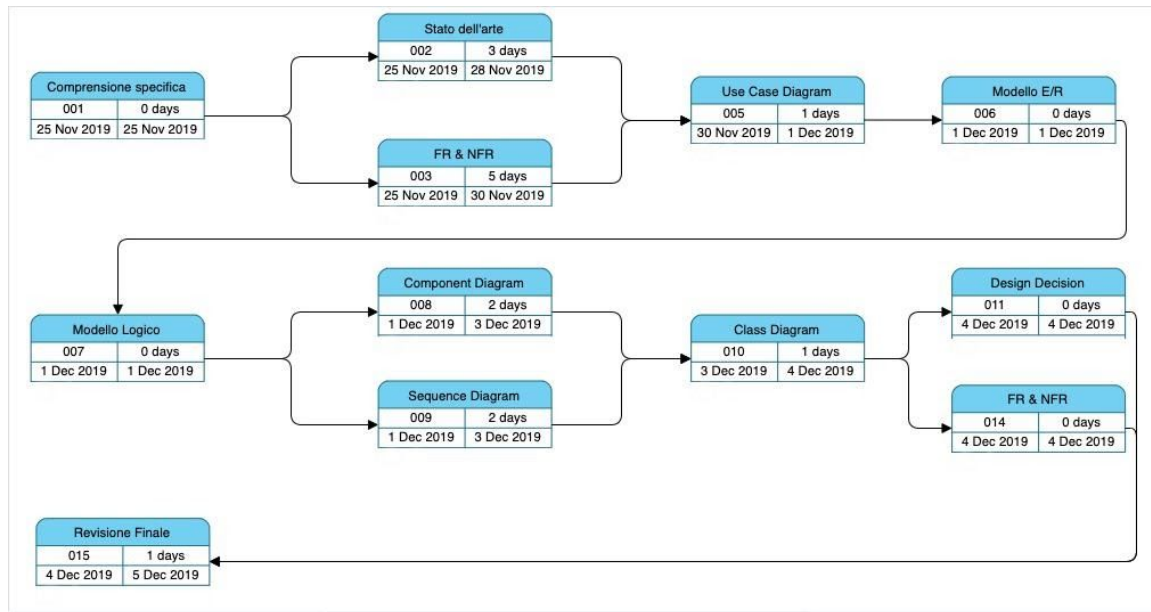 Comprensione specifica
001 0 days
25 Nov 2019 25 Nov 2019
Stato dell'arte
002 3 days
25 Nov 2019 28 Nov 2019
FR & NFR
003 5 days
25 Nov 2019 30 Nov 2019
Use Case Diagram
005 1 days
30 Nov 2019 1 Dec 2019
Modello E/R
006 0 days
1 Dec 2019 1 Dec 2019
Modello Logico
007 0 days
1 Dec 2019 1 Dec 2019
Component Diagram
008 2 days
1 Dec 2019 3 Dec 2019
Sequence Diagram
009 2 days
1 Dec 2019 3 Dec 2019
Class Diagram
010 1 days
3 Dec 2019 4 Dec 2019
Design Decision
011 0 days
4 Dec 2019 4 Dec 2019
FR & NFR
014 0 days
4 Dec 2019 4 Dec 2019
Revisione Finale
015 1 days
4 Dec 2019 5 Dec 2019